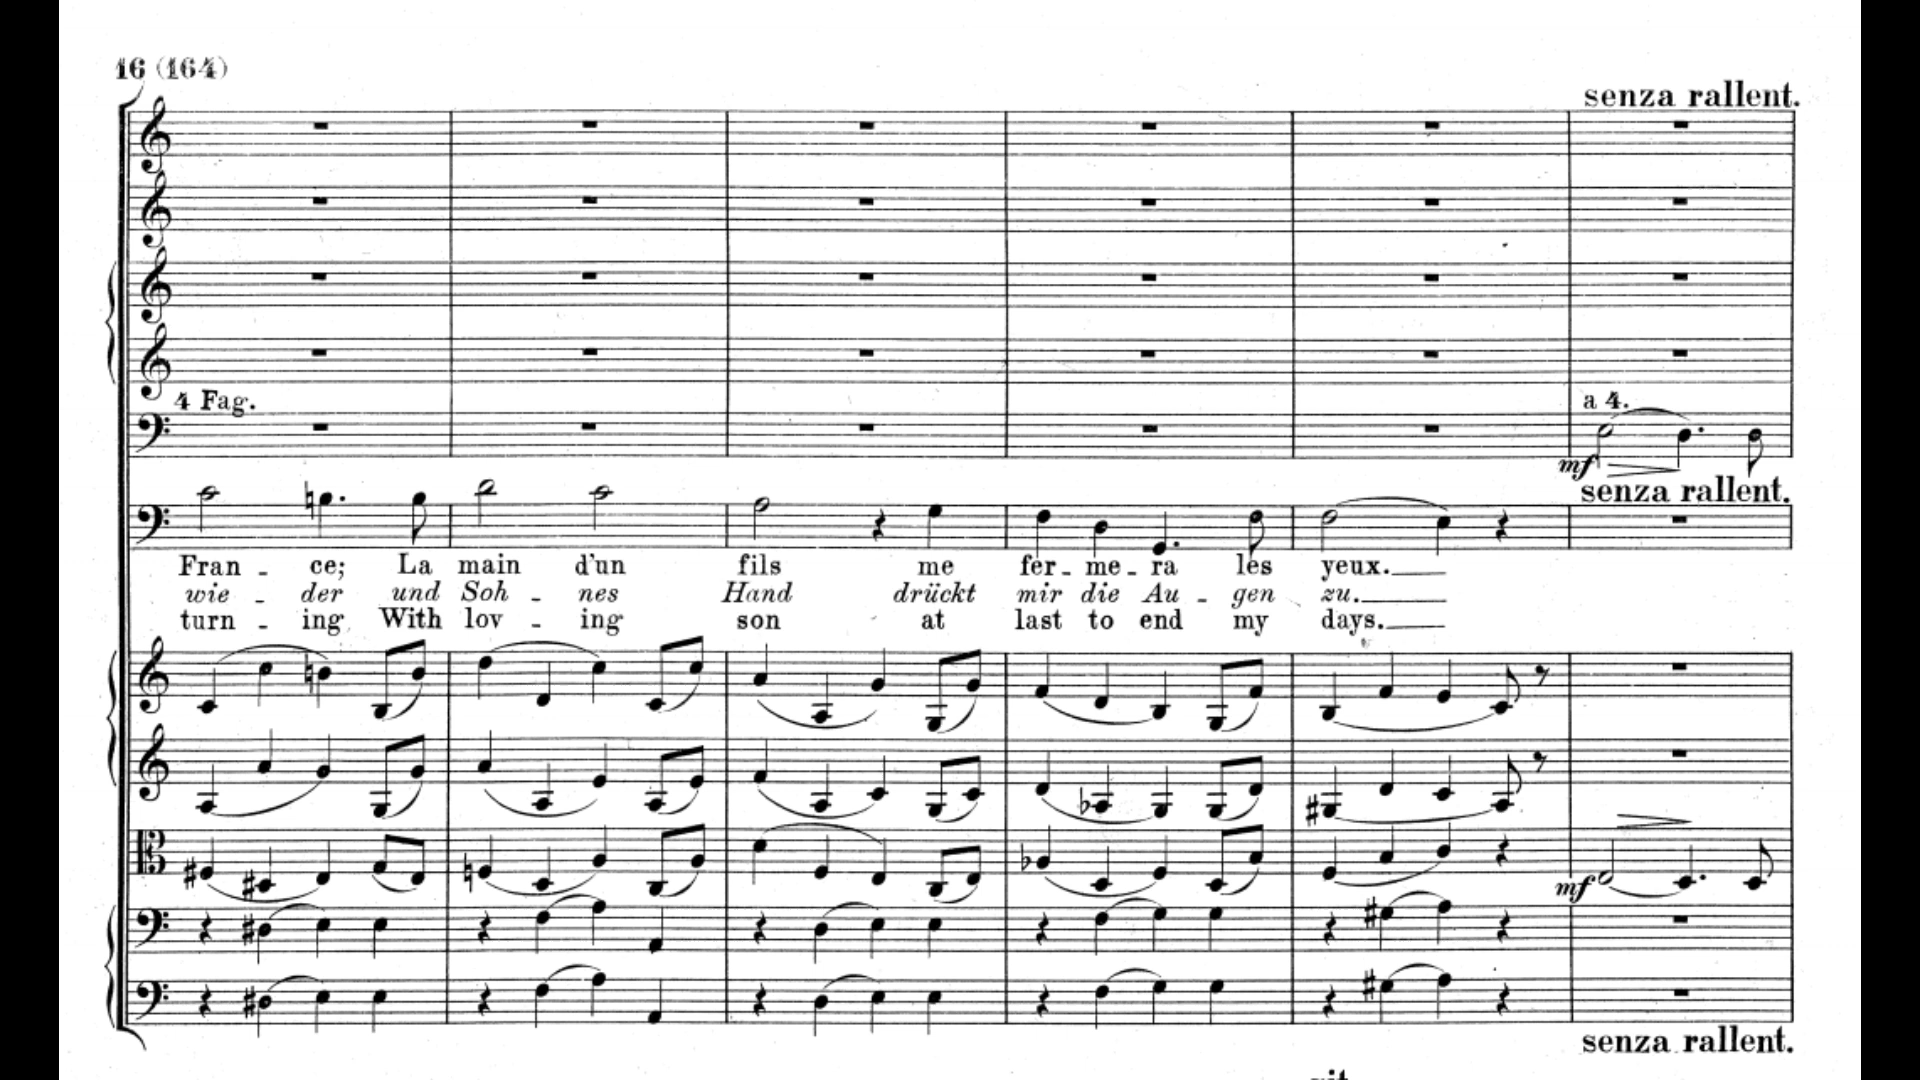 16 (164)
senza rallent.
4 Fag.
a 4.
mf
senza rallent.
Fran - ce; La main d'un fils me fer - me - ra les yeux.
wie - der und Soh - nes Hand drückt mir die Au - gen zu.
turn - ing With lov - ing son at last to end my days.
mf
senza rallent.